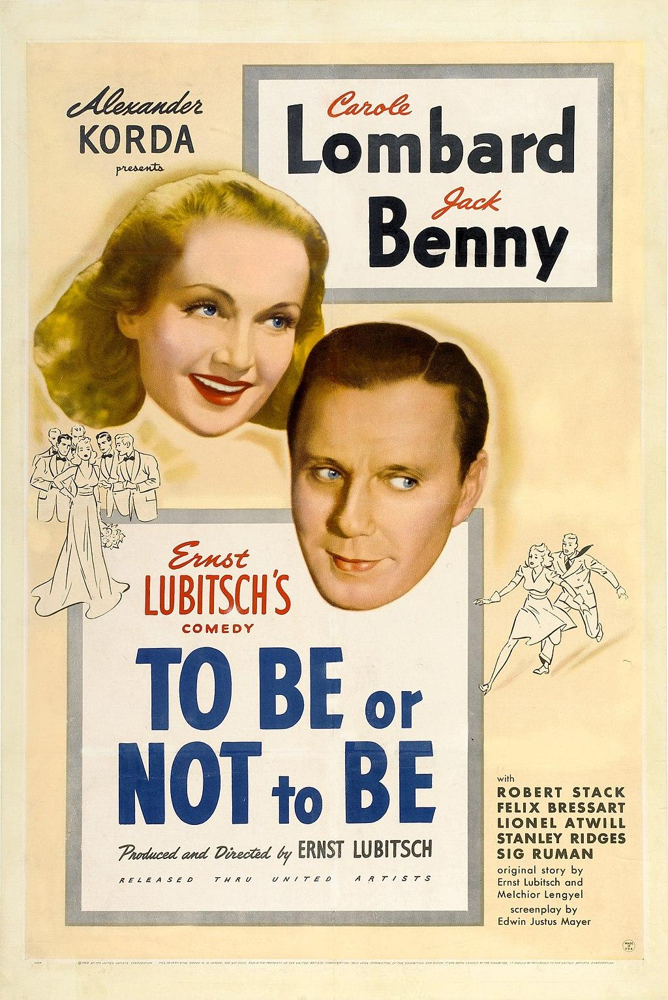 Alexander
KORDA
presents
Carole
Lombard
Jack
Benny
Ernst
LUBITSCH'S
COMEDY
TO BE or
NOT to BE
Produced and Directed by ERNST LUBITSCH
RELEASED THRU UNITED ARTISTS
with
ROBERT STACK
FELIX BRESSART
LIONEL ATWILL
STANLEY RIDGES
SIG RUMAN
original story by
Ernst Lubitsch and
Melchior Lengyel
screenplay by
Edwin Justus Mayer
MADE
IN
U.S.A